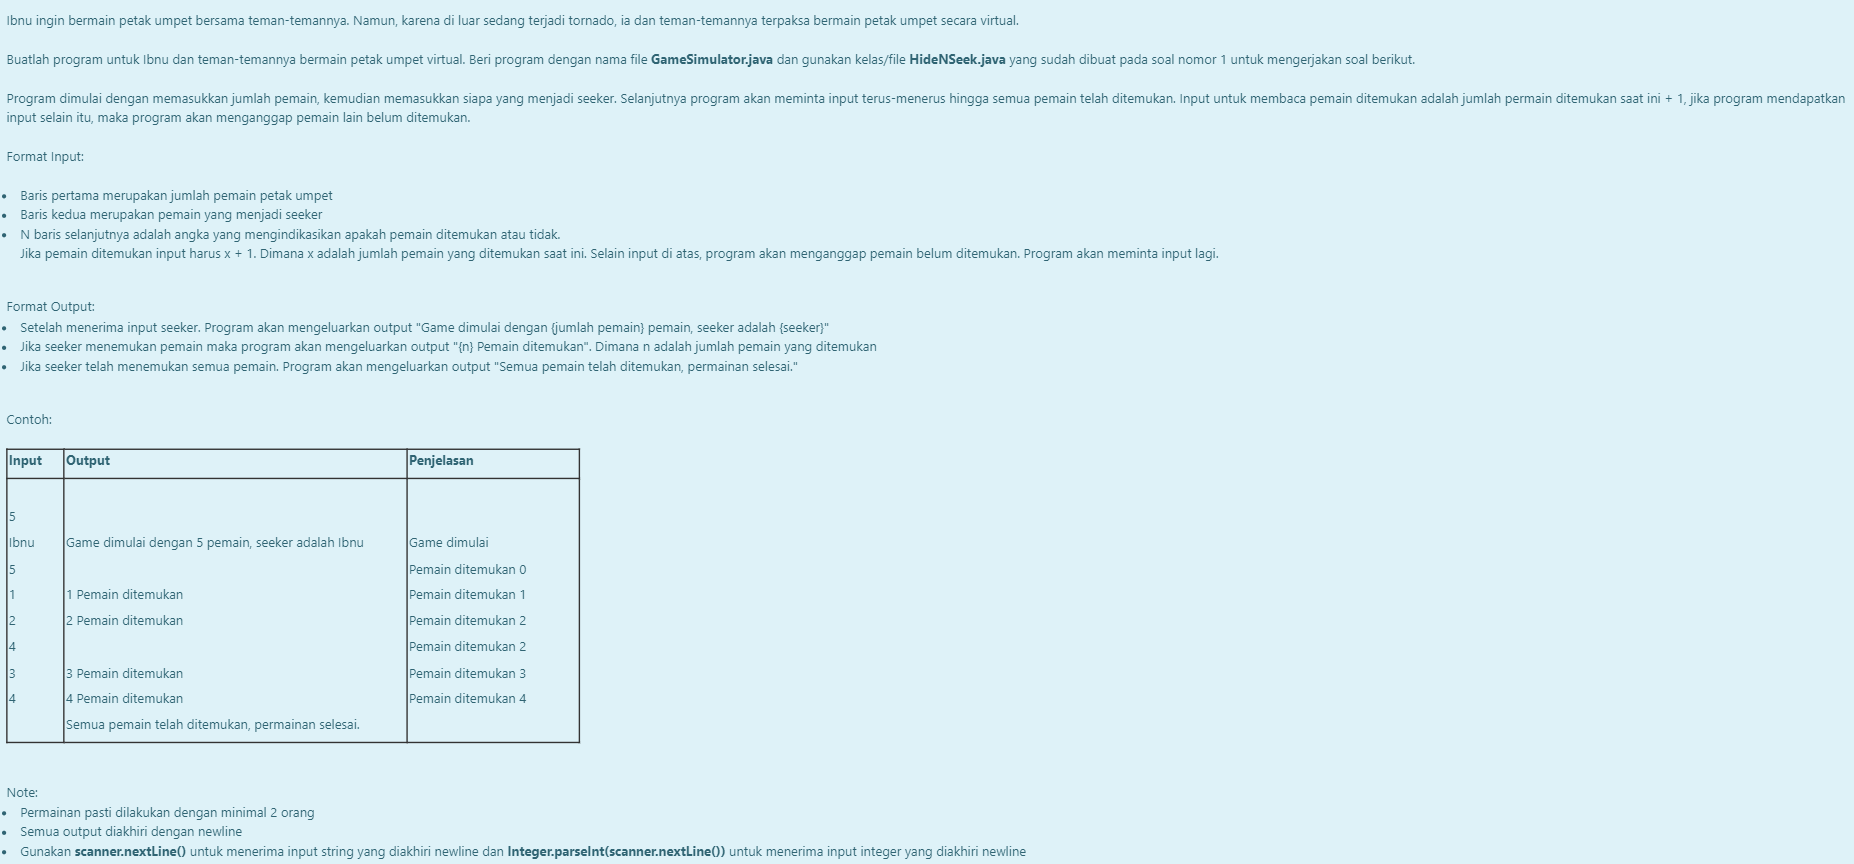 Ibnu ingin bermain petak umpet bersama teman-temannya. Namun, karena di luar sedang terjadi tornado, ia dan teman-temannya terpaksa bermain petak umpet secara virtual.
Buatlah program untuk Ibnu dan teman-temannya bermain petak umpet virtual. Beri program dengan nama file GameSimulator.java dan gunakan kelas/file HideNSeek.java yang sudah dibuat pada soal nomor 1 untuk mengerjakan soal berikut.
Program dimulai dengan memasukkan jumlah pemain, kemudian memasukkan siapa yang menjadi seeker. Selanjutnya program akan meminta input terus-menerus hingga semua pemain telah ditemukan. Input untuk membaca pemain ditemukan adalah jumlah permain ditemukan saat ini + 1, jika program mendapatkan
input selain itu, maka program akan menganggap pemain lain belum ditemukan.
Format Input:
• Baris pertama merupakan jumlah pemain petak umpet
• Baris kedua merupakan pemain yang menjadi seeker
• N baris selanjutnya adalah angka yang mengindikasikan apakah pemain ditemukan atau tidak.
Jika pemain ditemukan input harus x + 1. Dimana x adalah jumlah pemain yang ditemukan saat ini. Selain input di atas, program akan menganggap pemain belum ditemukan. Program akan meminta input lagi.
Format Output:
• Setelah menerima input seeker. Program akan mengeluarkan output "Game dimulai dengan {jumlah pemain} pemain, seeker adalah {seeker}"
• Jika seeker menemukan pemain maka program akan mengeluarkan output "{n} Pemain ditemukan". Dimana n adalah jumlah pemain yang ditemukan
• Jika seeker telah menemukan semua pemain. Program akan mengeluarkan output "Semua pemain telah ditemukan, permainan selesai."
Contoh:
Input Output Penjelasan
5
Ibnu Game dimulai dengan 5 pemain, seeker adalah Ibnu Game dimulai
5 Pemain ditemukan 0
1 1 Pemain ditemukan Pemain ditemukan 1
2 2 Pemain ditemukan Pemain ditemukan 2
4 Pemain ditemukan 2
3 3 Pemain ditemukan Pemain ditemukan 3
4 4 Pemain ditemukan Pemain ditemukan 4
Semua pemain telah ditemukan, permainan selesai.
Note:
• Permainan pasti dilakukan dengan minimal 2 orang
• Semua output diakhiri dengan newline
• Gunakan scanner.nextLine() untuk menerima input string yang diakhiri newline dan Integer.parseInt(scanner.nextLine()) untuk menerima input integer yang diakhiri newline